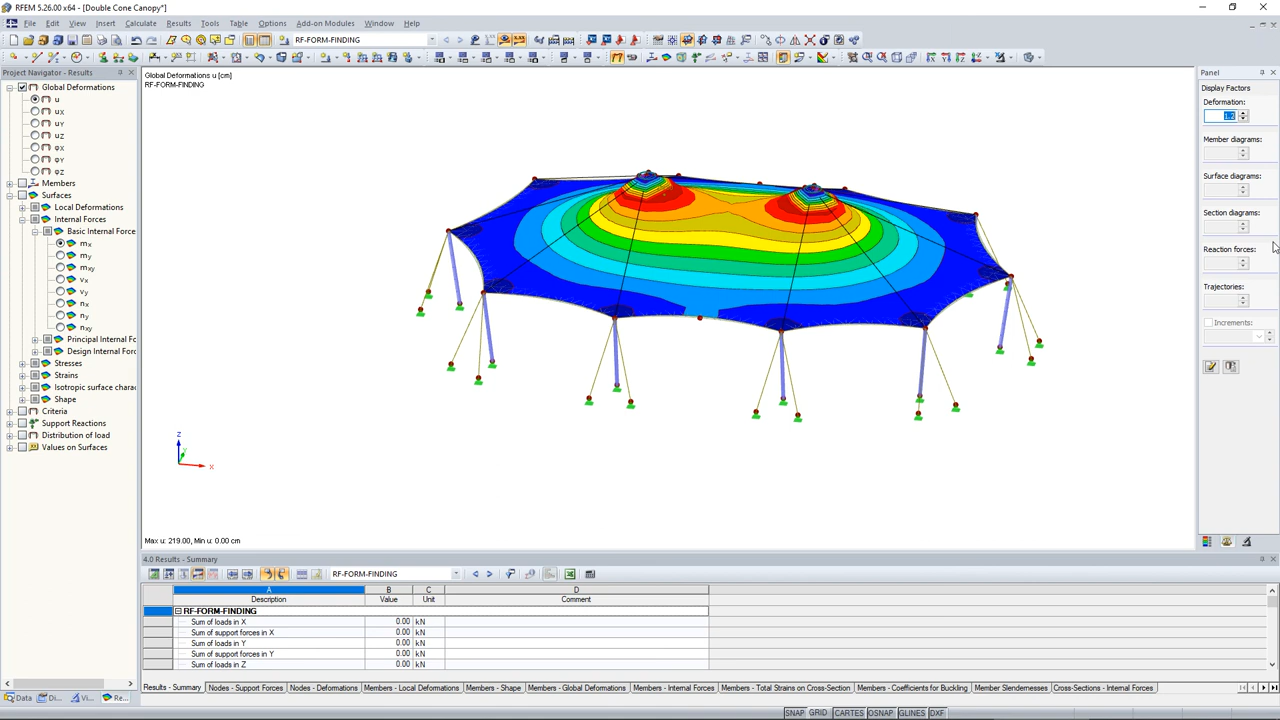 RFEM 5.26.00 x64 - [Double Cone Canopy*]
File Edit View Insert Calculate Results Tools Table Options Add-on Modules Window Help
RF-FORM-FINDING
Project Navigator - Results
Global Deformations
u
uX
uY
uZ
φX
φY
φZ
Members
Surfaces
Local Deformations
Internal Forces
Basic Internal Force
mx
my
mxy
vx
vy
nx
ny
nxy
Principal Internal Fo
Design Internal Forc
Stresses
Strains
Isotropic surface charac
Shape
Criteria
Support Reactions
Distribution of load
Values on Surfaces
Data Di... Vi... Re...
Global Deformations u [cm]
RF-FORM-FINDING
Z
Y
X
Max u: 219.00, Min u: 0.00 cm
Panel
Display Factors
Deformation:
Member diagrams:
Surface diagrams:
Section diagrams:
Reaction forces:
Trajectories:
Increments:
4.0 Results - Summary
RF-FORM-FINDING
A B C D
Description Value Unit Comment
RF-FORM-FINDING
Sum of loads in X 0.00 kN
Sum of support forces in X 0.00 kN
Sum of loads in Y 0.00 kN
Sum of support forces in Y 0.00 kN
Sum of loads in Z 0.00 kN
Results - Summary Nodes - Support Forces Nodes - Deformations Members - Local Deformations Members - Shape Members - Global Deformations Members - Internal Forces Members - Total Strains on Cross-Section Members - Coefficients for Buckling Member Slendernesses Cross-Sections - Internal Forces
SNAP GRID CARTES OSNAP GLINES DXF